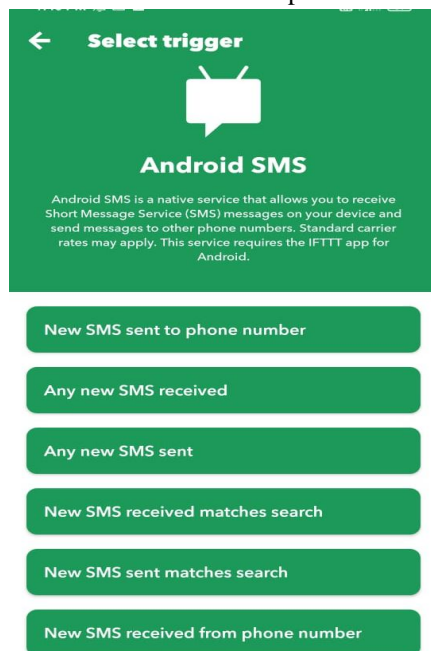 Select trigger
Android SMS
Android SMS is a native service that allows you to receive
Short Message Service (SMS) messages on your device and
send messages to other phone numbers. Standard carrier
rates may apply. This service requires the IFTTT app for
Android.
New SMS sent to phone number
Any new SMS received
Any new SMS sent
New SMS received matches search
New SMS sent matches search
New SMS received from phone number